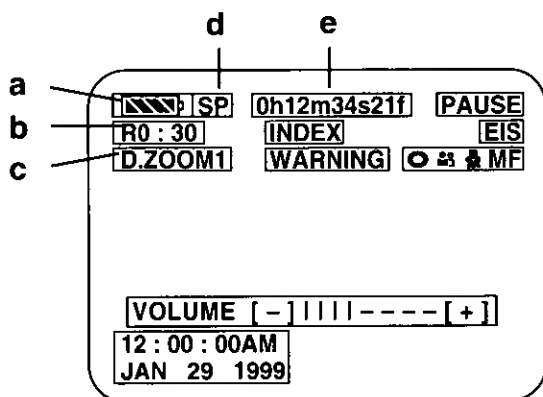 d e
a SP 0h12m34s21f PAUSE
b R0 : 30 INDEX EIS
c D.ZOOM1 WARNING MF
VOLUME [ - ] ||||----[ + ]
12 : 00 : 00AM
JAN 29 1999